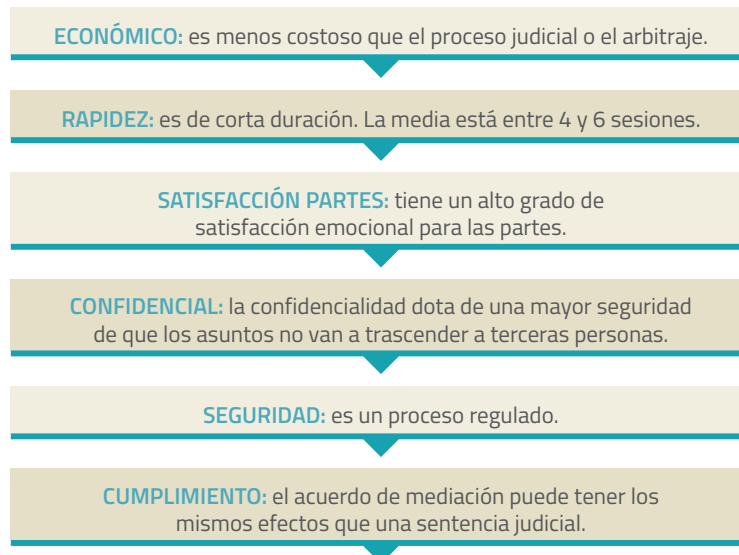 ECONÓMICO: es menos costoso que el proceso judicial o el arbitraje.
RAPIDEZ: es de corta duración. La media está entre 4 y 6 sesiones.
SATISFACCIÓN PARTES: tiene un alto grado de
satisfacción emocional para las partes.
CONFIDENCIAL: la confidencialidad dota de una mayor seguridad
de que los asuntos no van a trascender a terceras personas.
SEGURIDAD: es un proceso regulado.
CUMPLIMIENTO: el acuerdo de mediación puede tener los
mismos efectos que una sentencia judicial.